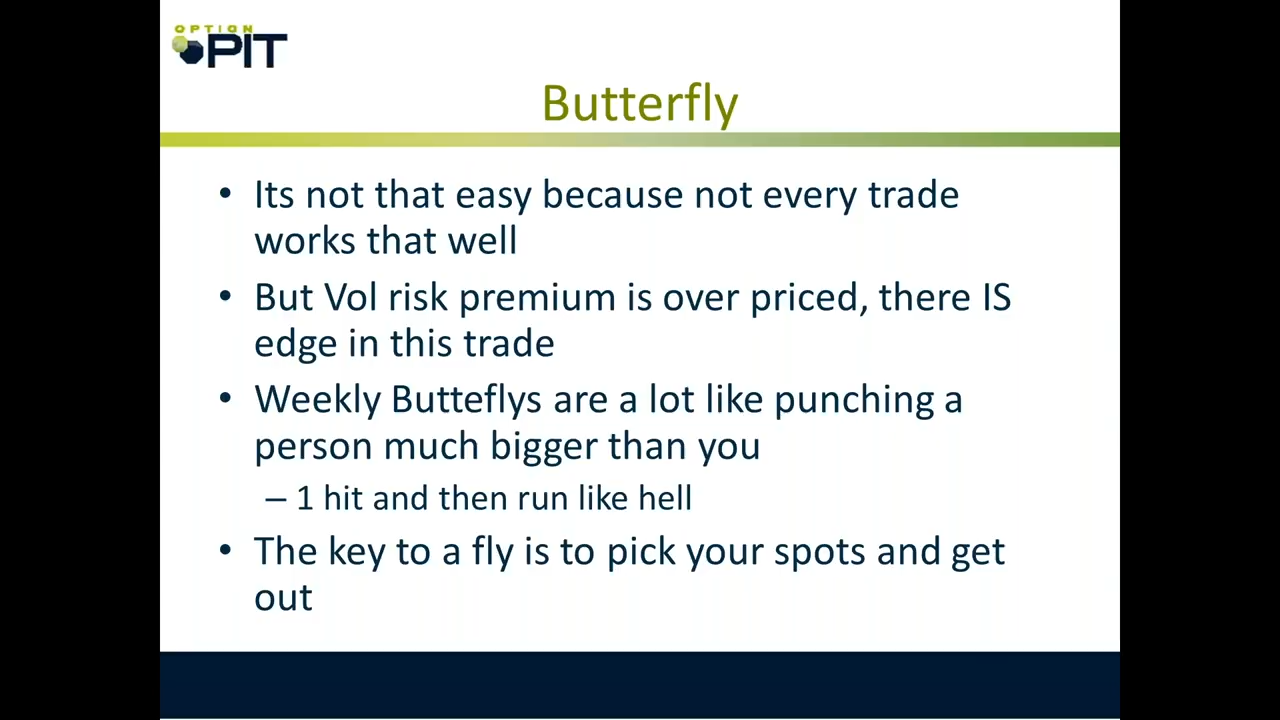 OPTION
PIT
Butterfly
• Its not that easy because not every trade
works that well
• But Vol risk premium is over priced, there IS
edge in this trade
• Weekly Butteflys are a lot like punching a
person much bigger than you
– 1 hit and then run like hell
• The key to a fly is to pick your spots and get
out